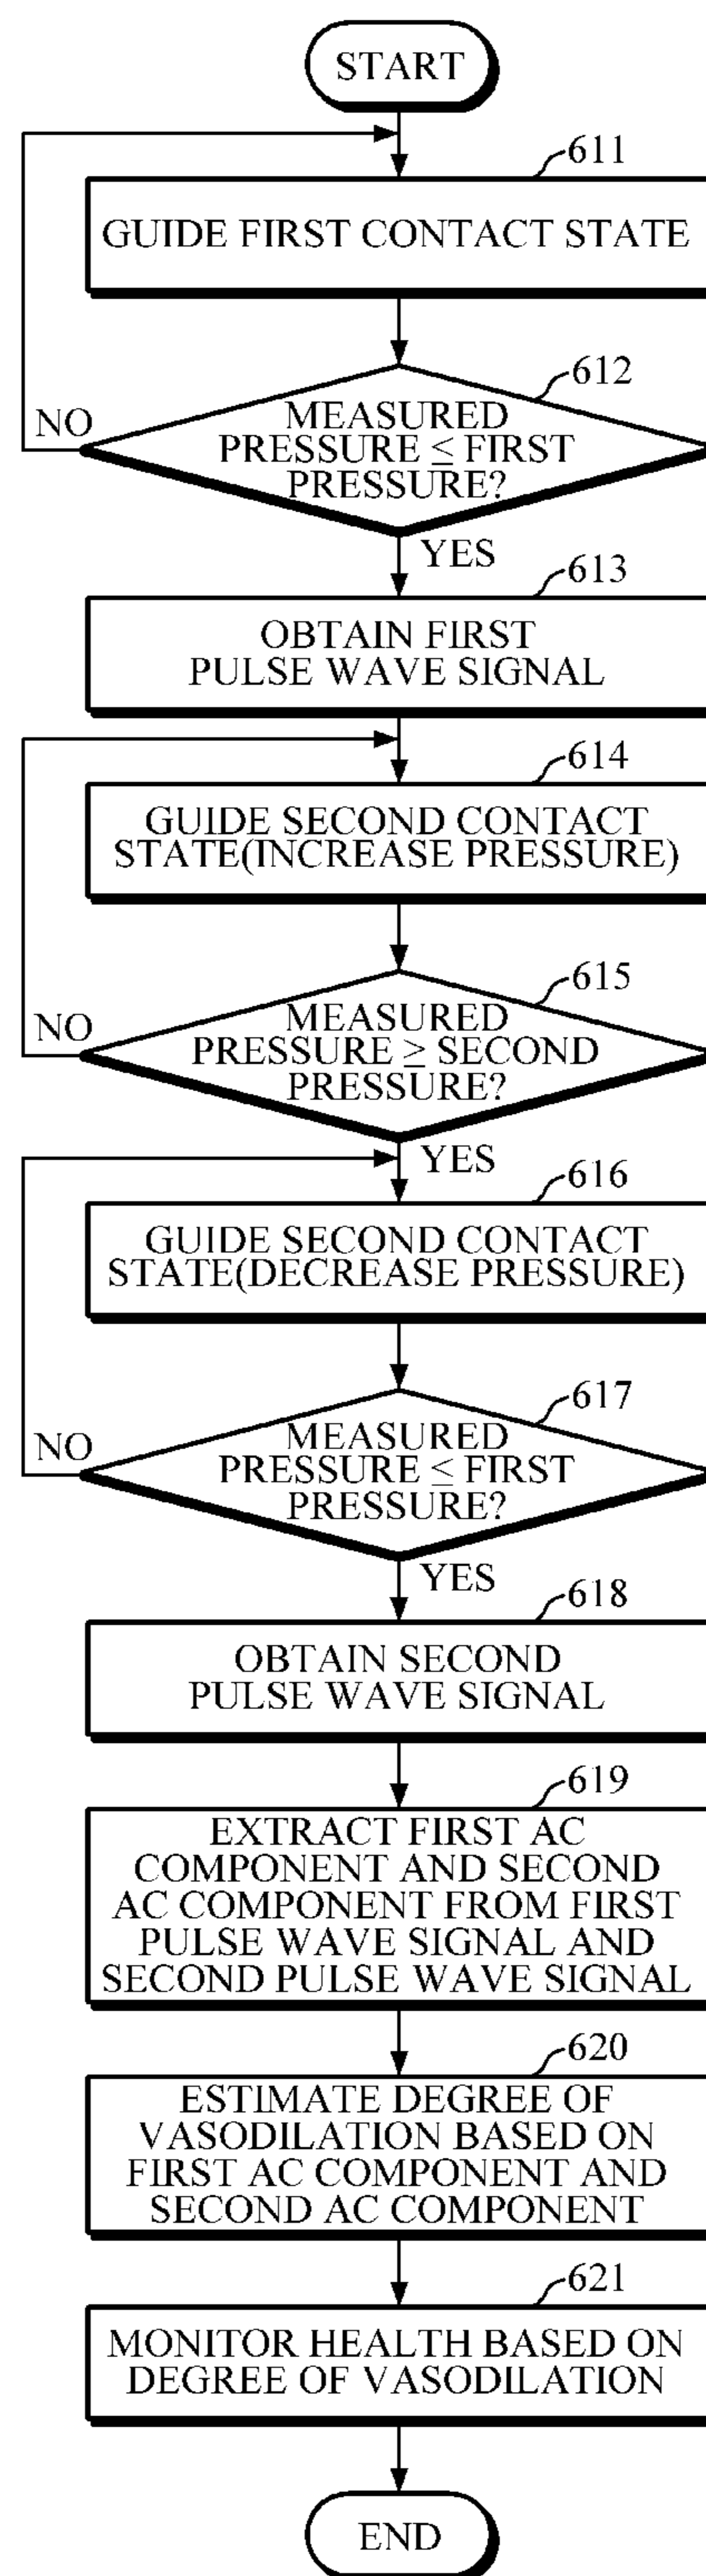 START
611
GUIDE FIRST CONTACT STATE
612
MEASURED
PRESSURE ≤ FIRST
PRESSURE?
NO
YES
613
OBTAIN FIRST
PULSE WAVE SIGNAL
614
GUIDE SECOND CONTACT
STATE(INCREASE PRESSURE)
615
MEASURED
PRESSURE ≥ SECOND
PRESSURE?
NO
YES
616
GUIDE SECOND CONTACT
STATE(DECREASE PRESSURE)
617
MEASURED
PRESSURE ≤ FIRST
PRESSURE?
NO
YES
618
OBTAIN SECOND
PULSE WAVE SIGNAL
619
EXTRACT FIRST AC
COMPONENT AND SECOND
AC COMPONENT FROM FIRST
PULSE WAVE SIGNAL AND
SECOND PULSE WAVE SIGNAL
620
ESTIMATE DEGREE OF
VASODILATION BASED ON
FIRST AC COMPONENT AND
SECOND AC COMPONENT
621
MONITOR HEALTH BASED ON
DEGREE OF VASODILATION
END